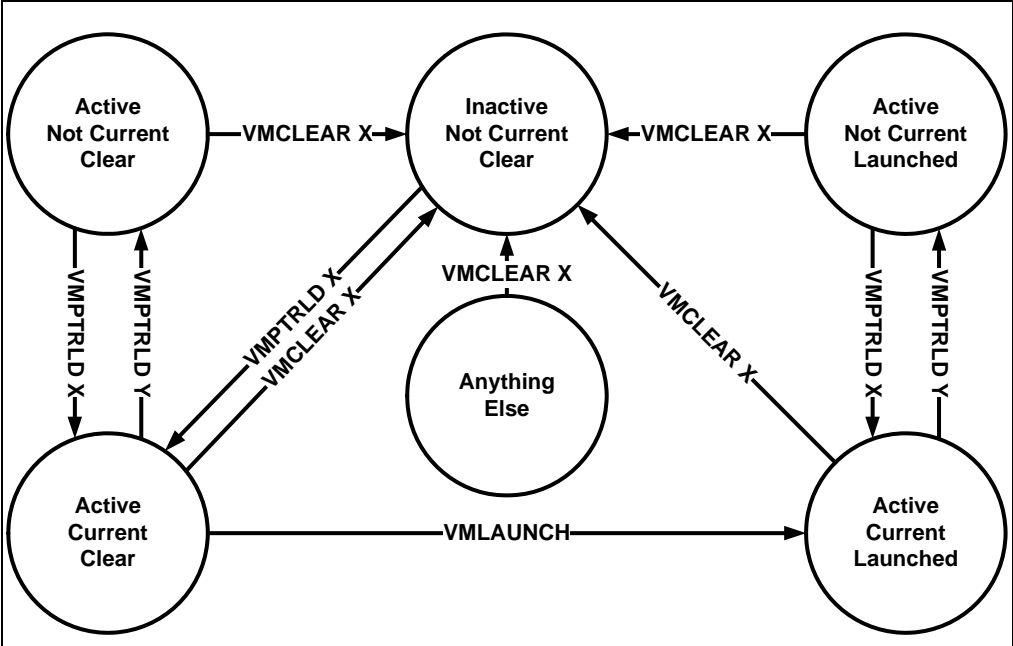 Active
Not Current
Clear
VMCLEAR X
Inactive
Not Current
Clear
VMCLEAR X
Active
Not Current
Launched
VMPTRLD X
VMPTRLD Y
VMPTRLD X
VMCLEAR X
VMCLEAR X
Anything
Else
VMCLEAR X
VMPTRLD X
VMPTRLD Y
Active
Current
Clear
VMLAUNCH
Active
Current
Launched